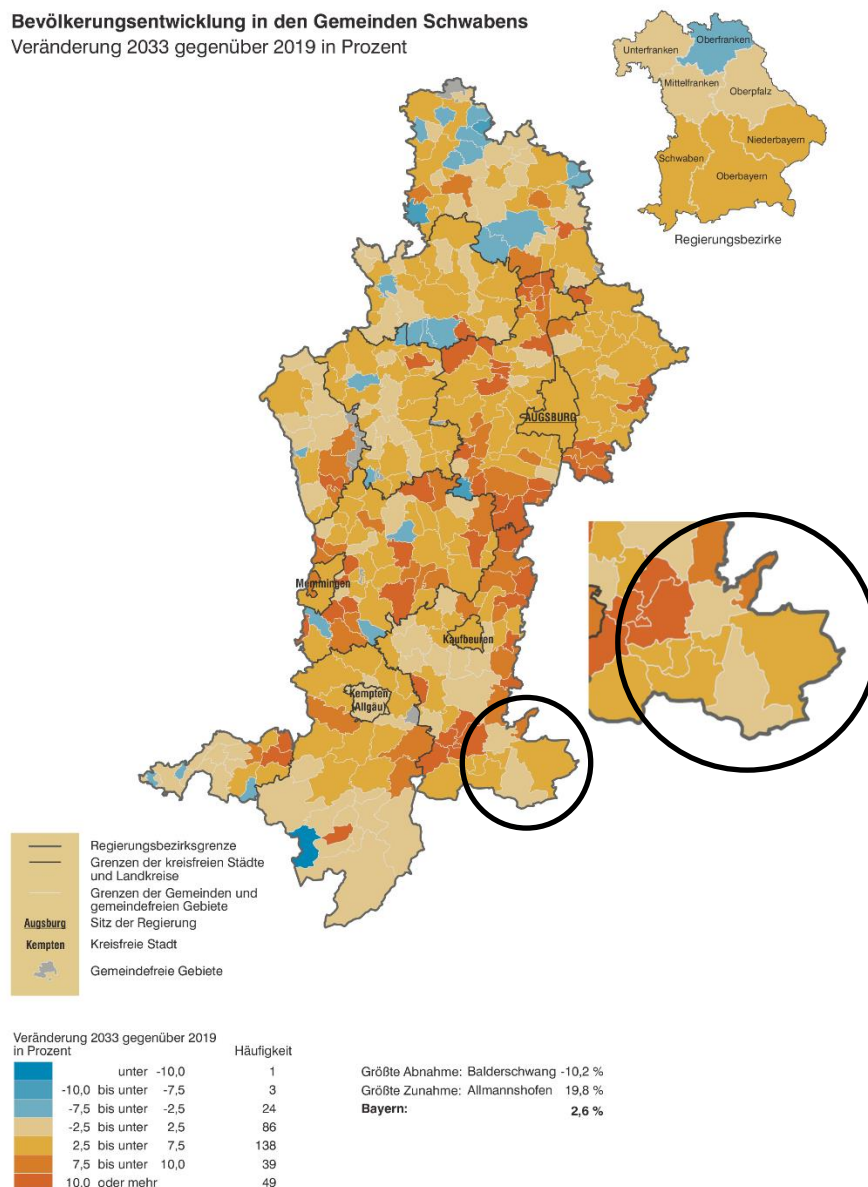 Bevölkerungsentwicklung in den Gemeinden Schwabens
Veränderung 2033 gegenüber 2019 in Prozent
Unterfranken
Oberfranken
Mittelfranken
Oberpfalz
Niederbayern
Schwaben
Oberbayern
Regierungsbezirke
AUGSBURG
Memmingen
Kaufbeuren
Kempten
(Allgäu)
Regierungsbezirksgrenze
Grenzen der kreisfreien Städte
und Landkreise
Grenzen der Gemeinden und
gemeindefreien Gebiete
Augsburg Sitz der Regierung
Kempten Kreisfreie Stadt
Gemeindefreie Gebiete
Veränderung 2033 gegenüber 2019
in Prozent Häufigkeit
unter -10,0 1
-10,0 bis unter -7,5 3
-7,5 bis unter -2,5 24
-2,5 bis unter 2,5 86
2,5 bis unter 7,5 138
7,5 bis unter 10,0 39
10,0 oder mehr 49
Größte Abnahme: Balderschwang -10,2 %
Größte Zunahme: Allmannshofen 19,8 %
Bayern: 2,6 %